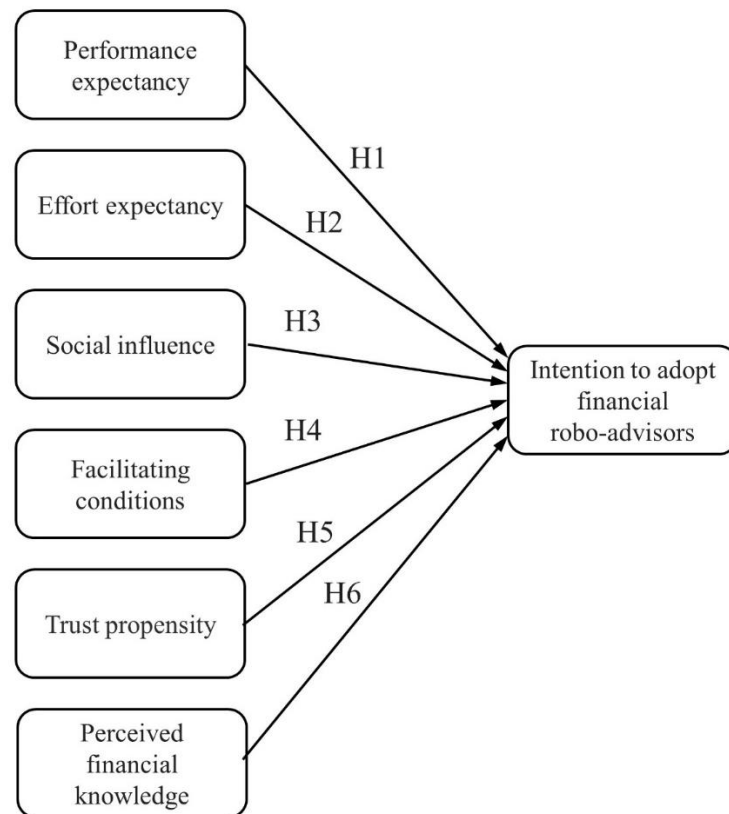 Performance
expectancy
H1
Effort expectancy
H2
Social influence
H3
Intention to adopt
financial
robo-advisors
Facilitating
conditions
H4
Trust propensity
H5
H6
Perceived
financial
knowledge